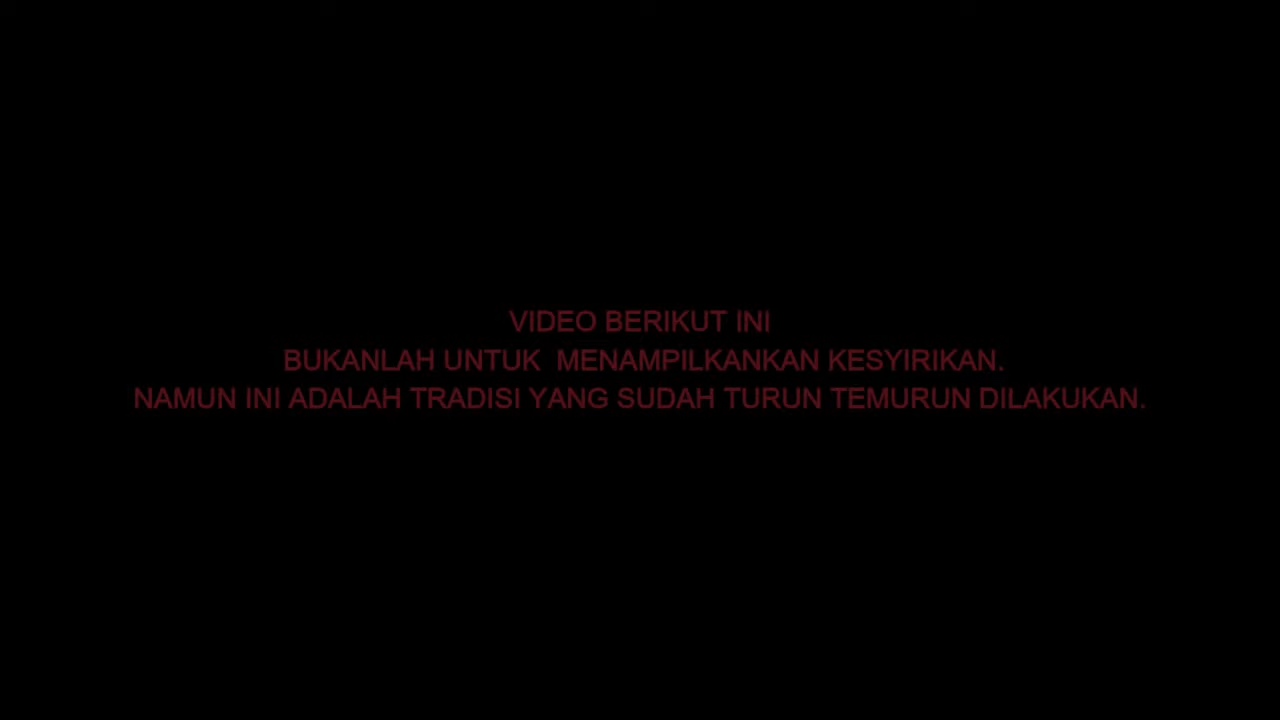 VIDEO BERIKUT INI
BUKANLAH UNTUK  MENAMPILKANKAN KESYIRIKAN.
NAMUN INI ADALAH TRADISI YANG SUDAH TURUN TEMURUN DILAKUKAN.